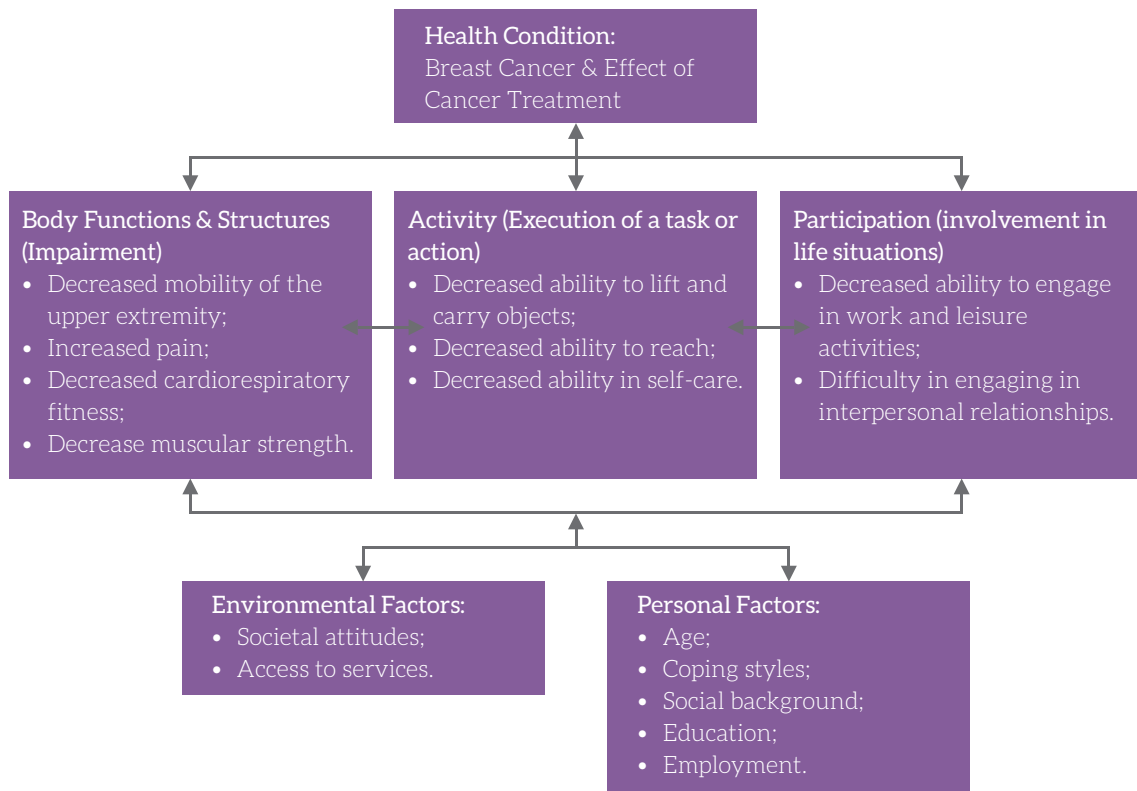 Health Condition:
Breast Cancer & Effect of
Cancer Treatment
Body Functions & Structures
(Impairment)
• Decreased mobility of the
upper extremity;
• Increased pain;
• Decreased cardiorespiratory
fitness;
• Decrease muscular strength.
Activity (Execution of a task or
action)
• Decreased ability to lift and
carry objects;
• Decreased ability to reach;
• Decreased ability in self-care.
Participation (involvement in
life situations)
• Decreased ability to engage
in work and leisure
activities;
• Difficulty in engaging in
interpersonal relationships.
Environmental Factors:
• Societal attitudes;
• Access to services.
Personal Factors:
• Age;
• Coping styles;
• Social background;
• Education;
• Employment.